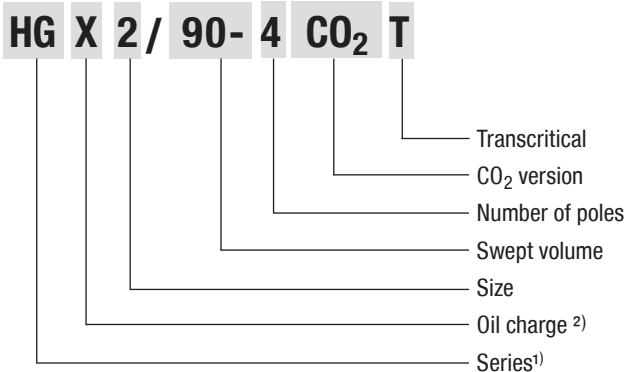 HG X 2 / 90- 4 CO₂ T
Transcritical
CO₂ version
Number of poles
Swept volume
Size
Oil charge ²⁾
Series¹⁾